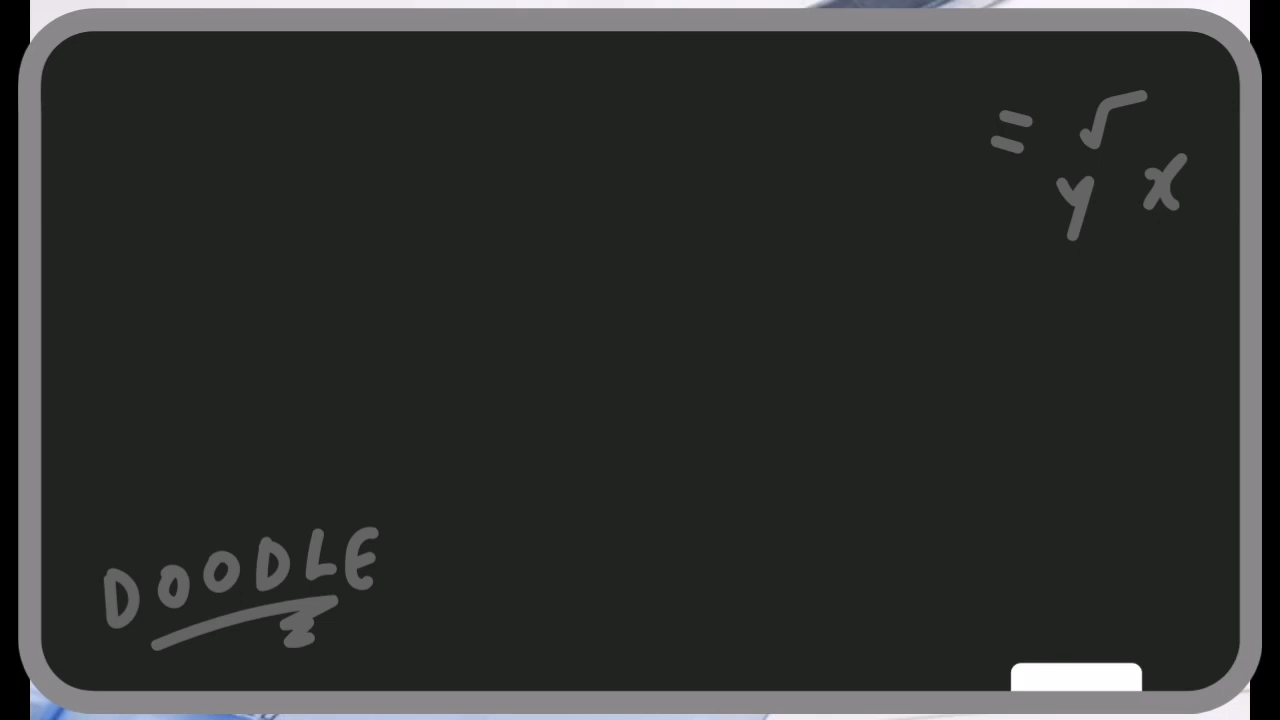 = √
y x
DOODLE